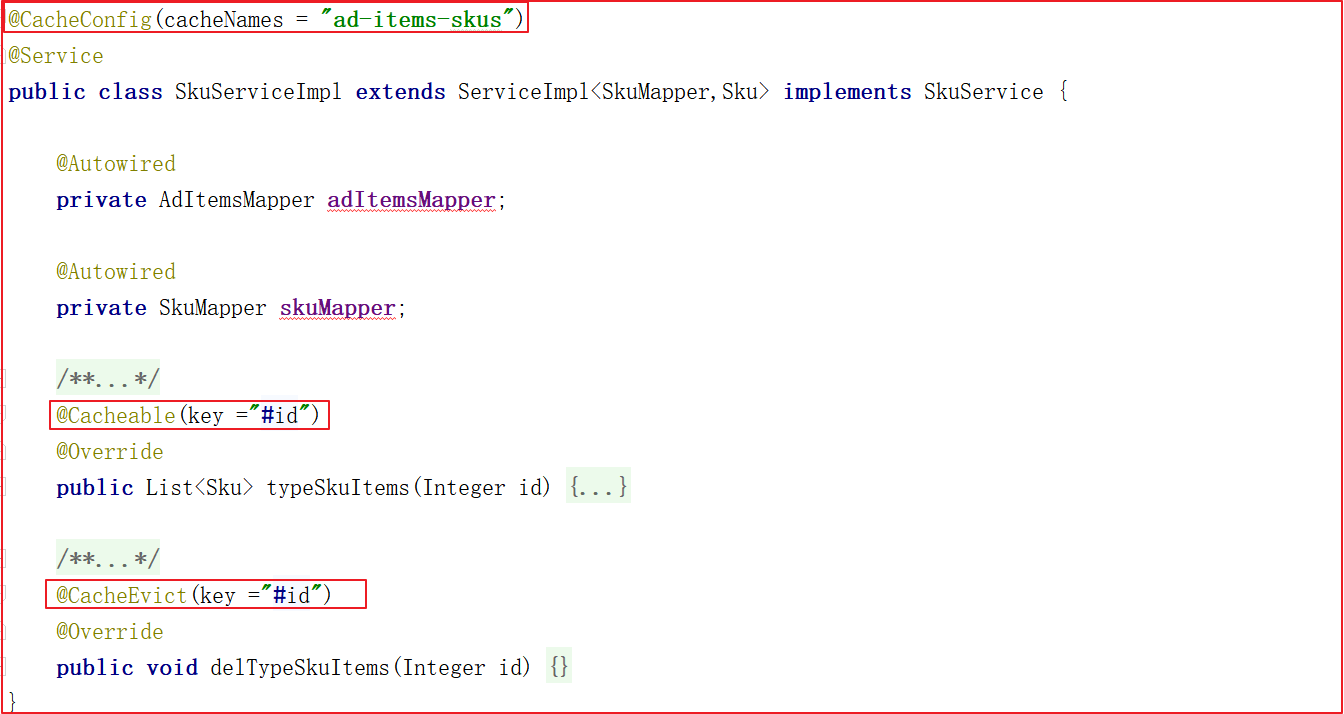 @CacheConfig(cacheNames = "ad-items-skus")
@Service
public class SkuServiceImpl extends ServiceImpl<SkuMapper,Sku> implements SkuService {
@Autowired
private AdItemsMapper adItemsMapper;
@Autowired
private SkuMapper skuMapper;
/**...*/
@Cacheable(key ="#id")
@Override
public List<Sku> typeSkuItems(Integer id) {...}
/**...*/
@CacheEvict(key ="#id")
@Override
public void delTypeSkuItems(Integer id) {}
}